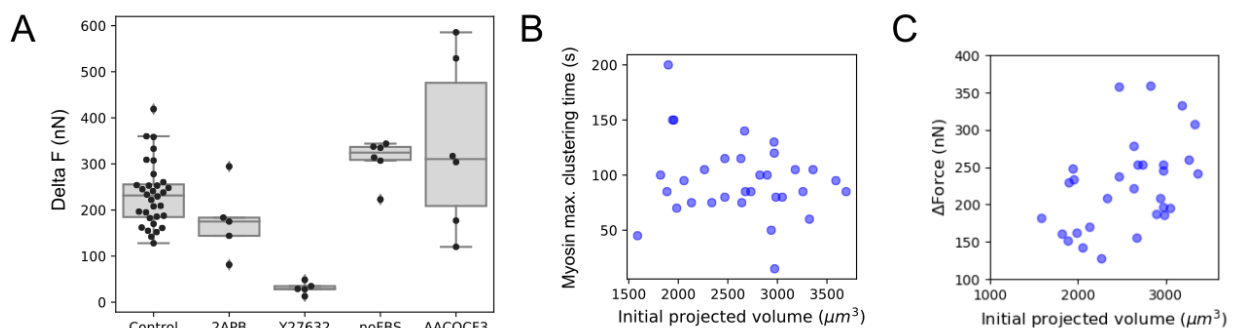 A
Delta F (nN)
600
500
400
300
200
100
0
Control 2APB Y27632 noFBS AACOCF3
B
Myosin max. clustering time (s)
200
150
100
50
1500 2000 2500 3000 3500
Initial projected volume (μm³)
C
ΔForce (nN)
400
350
300
250
200
150
100
1000 2000 3000
Initial projected volume (μm³)